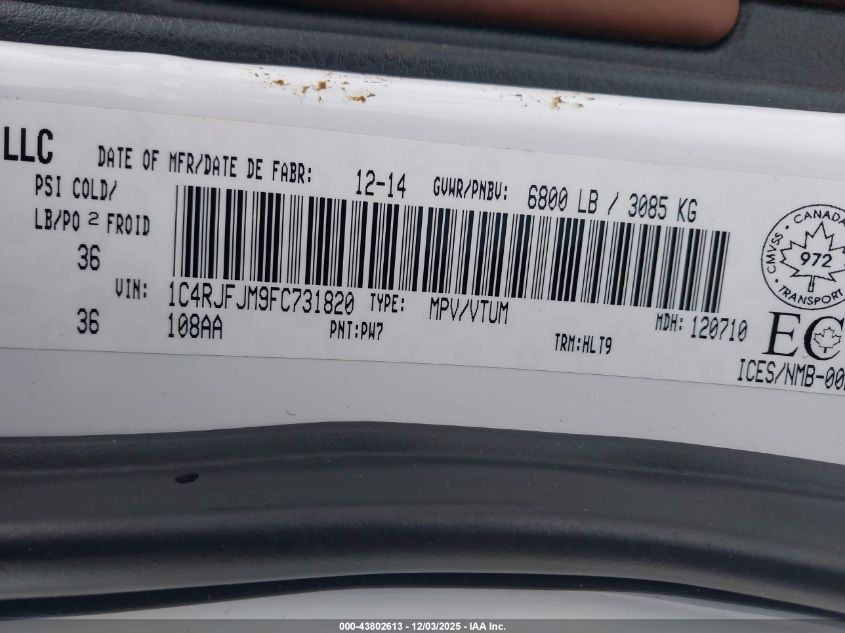 LLC DATE OF MFR/DATE DE FABR: 12-14 GVWR/PNBV: 6800 LB / 3085 KG
PSI COLD/
LB/PO 2 FROID
36
VIN: 1C4RJFJM9FC731820 TYPE: MPV/VTUM MDH: 120710
36 108AA PNT:PW7 TRM:HLT9
CANADA
CMVSS 972
TRANSPORT
EC
ICES/NMB-00
000-43802613 - 12/03/2025 - IAA Inc.